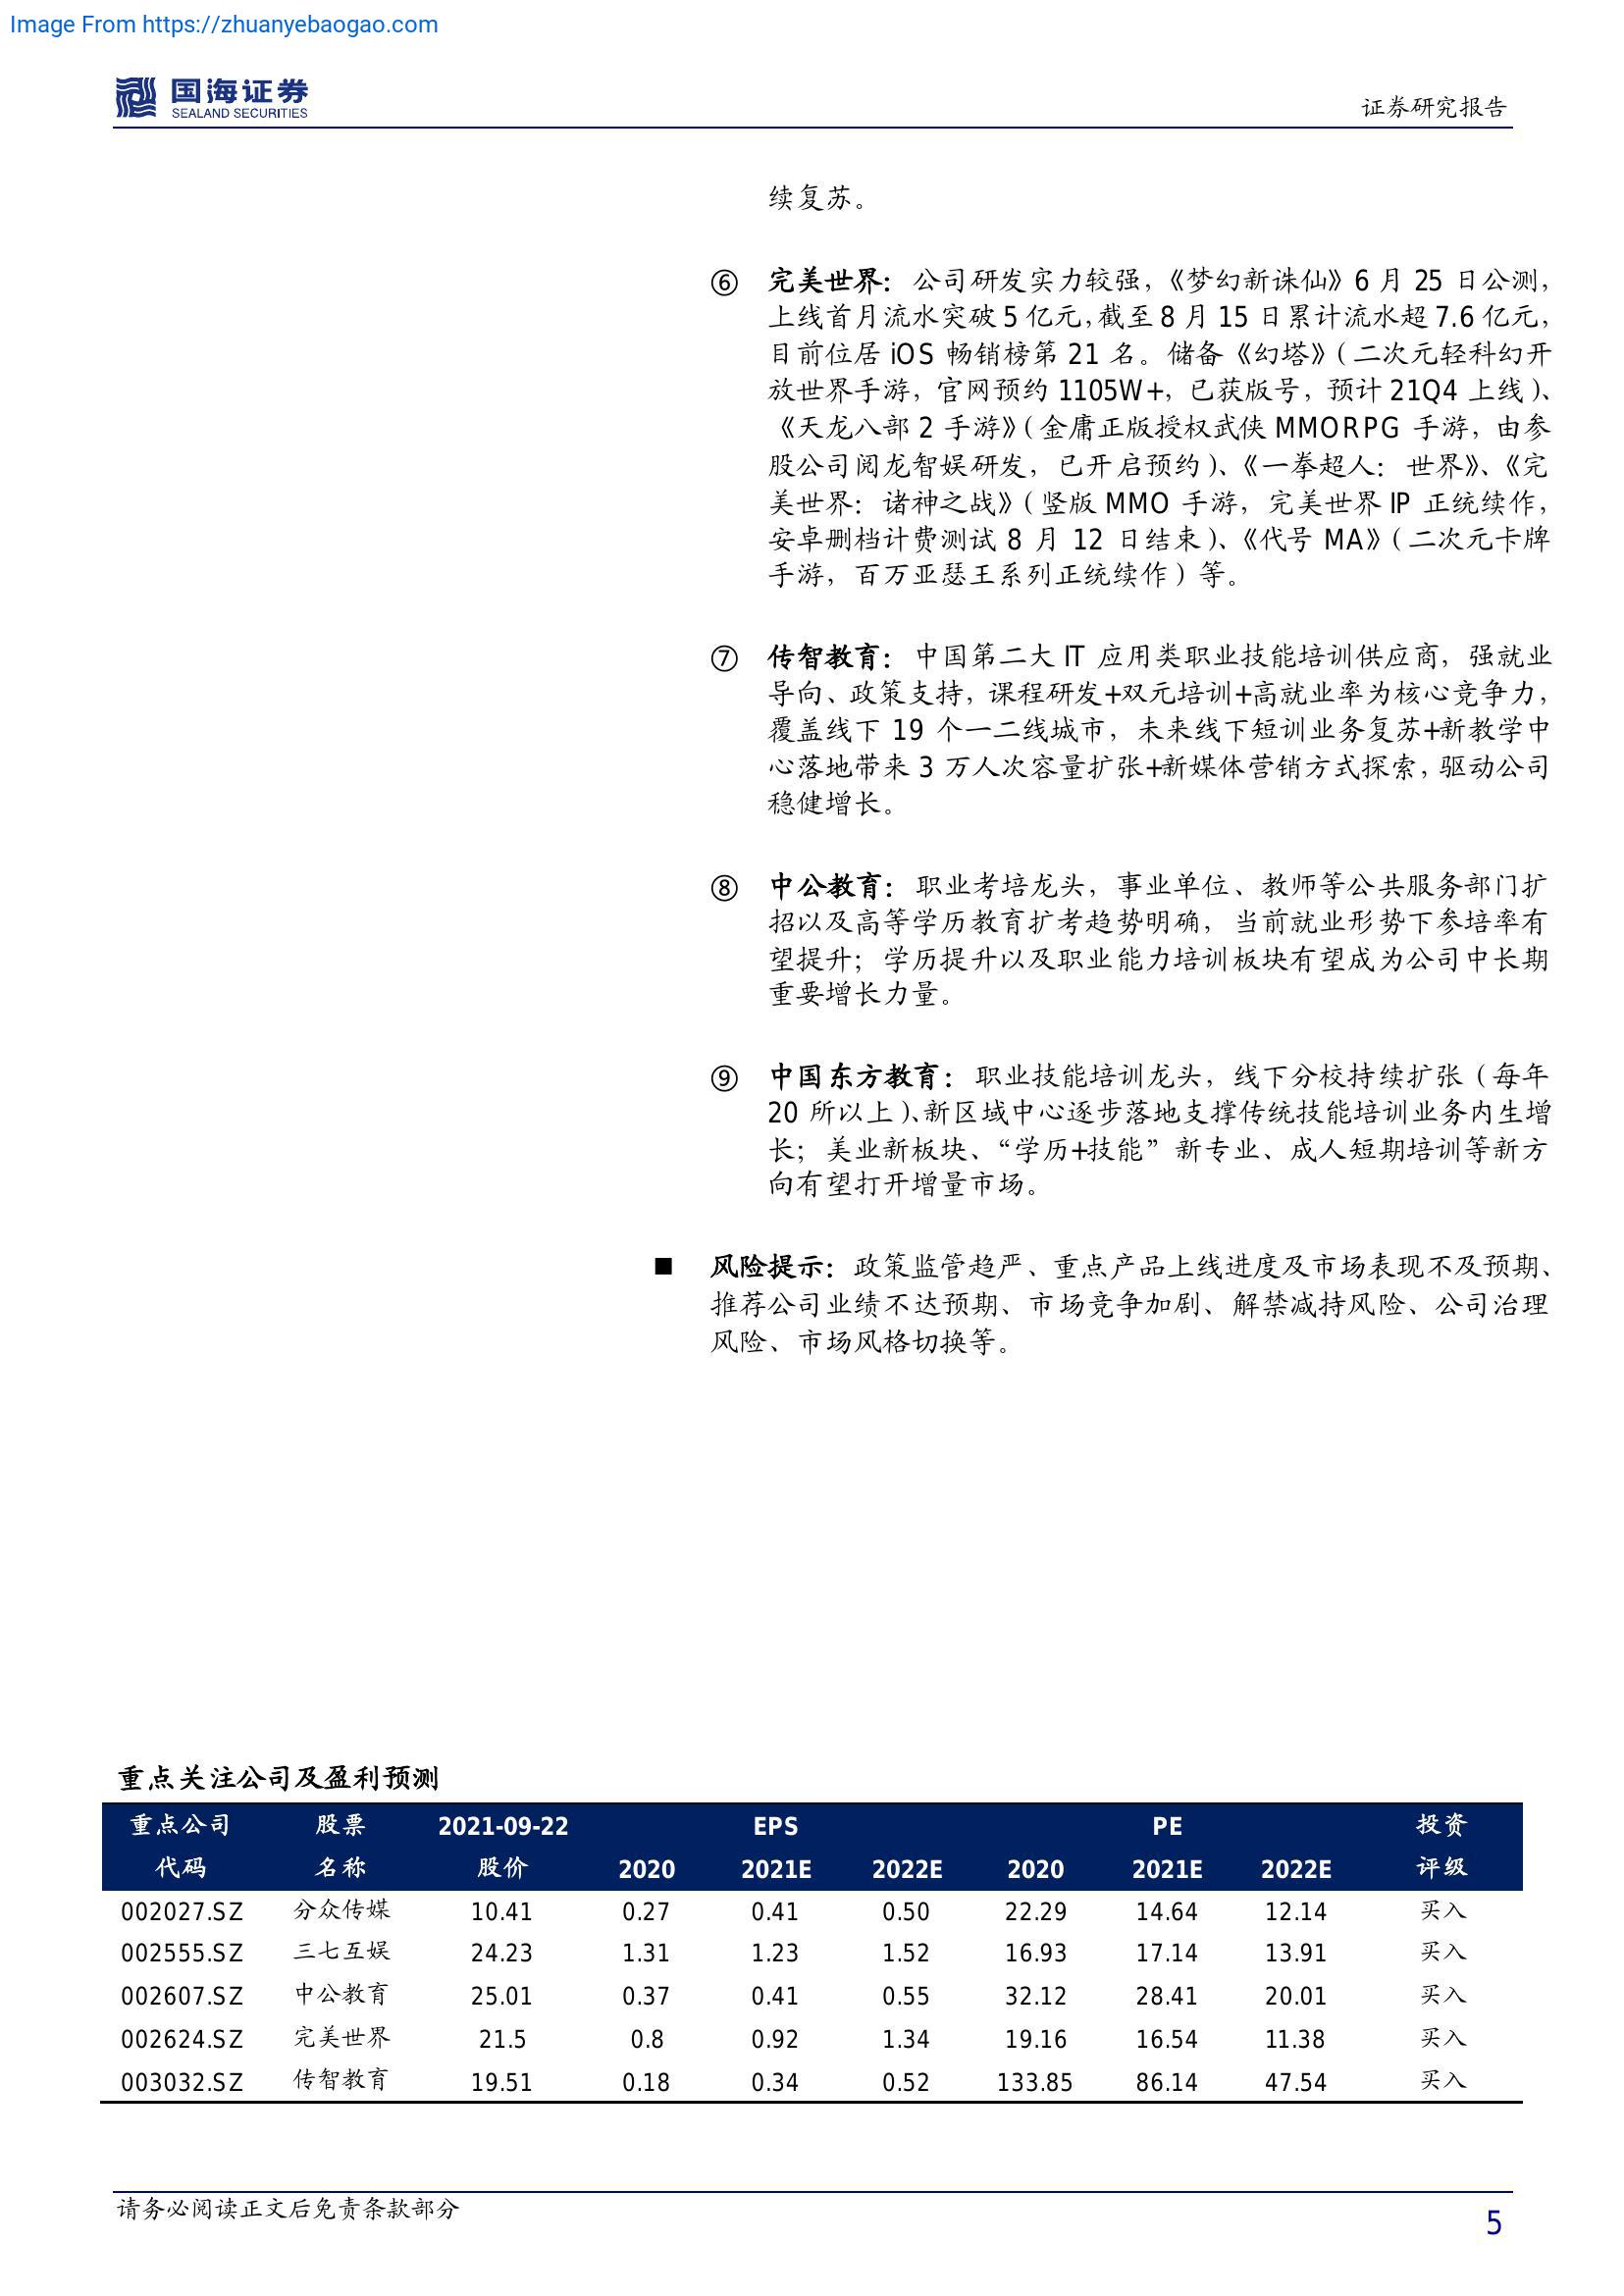 Image From https://zhuanyebaogao.com
国海证券
SEALAND SECURITIES
证券研究报告
续复苏。
⑥ 完美世界：公司研发实力较强，《梦幻新诛仙》6 月 25 日公测，
上线首月流水突破 5 亿元，截至 8 月 15 日累计流水超 7.6 亿元，
目前位居 iOS 畅销榜第 21 名。储备《幻塔》（二次元轻科幻开
放世界手游，官网预约 1105W+，已获版号，预计 21Q4 上线）、
《天龙八部 2 手游》（金庸正版授权武侠 MMORPG 手游，由参
股公司阅龙智娱研发，已开启预约）、《一拳超人：世界》、《完
美世界：诸神之战》（竖版 MMO 手游，完美世界 IP 正统续作，
安卓删档计费测试 8 月 12 日结束）、《代号 MA》（二次元卡牌
手游，百万亚瑟王系列正统续作）等。
⑦ 传智教育：中国第二大 IT 应用类职业技能培训供应商，强就业
导向、政策支持，课程研发+双元培训+高就业率为核心竞争力，
覆盖线下 19 个一二线城市，未来线下短训业务复苏+新教学中
心落地带来 3 万人次容量扩张+新媒体营销方式探索，驱动公司
稳健增长。
⑧ 中公教育：职业考培龙头，事业单位、教师等公共服务部门扩
招以及高等学历教育扩考趋势明确，当前就业形势下参培率有
望提升；学历提升以及职业能力培训板块有望成为公司中长期
重要增长力量。
⑨ 中国东方教育：职业技能培训龙头，线下分校持续扩张（每年
20 所以上）、新区域中心逐步落地支撑传统技能培训业务内生增
长；美业新板块、“学历+技能”新专业、成人短期培训等新方
向有望打开增量市场。
■ 风险提示：政策监管趋严、重点产品上线进度及市场表现不及预期、
推荐公司业绩不达预期、市场竞争加剧、解禁减持风险、公司治理
风险、市场风格切换等。
重点关注公司及盈利预测
重点公司 股票 2021-09-22 EPS PE 投资
代码 名称 股价 2020 2021E 2022E 2020 2021E 2022E 评级
002027.SZ 分众传媒 10.41 0.27 0.41 0.50 22.29 14.64 12.14 买入
002555.SZ 三七互娱 24.23 1.31 1.23 1.52 16.93 17.14 13.91 买入
002607.SZ 中公教育 25.01 0.37 0.41 0.55 32.12 28.41 20.01 买入
002624.SZ 完美世界 21.5 0.8 0.92 1.34 19.16 16.54 11.38 买入
003032.SZ 传智教育 19.51 0.18 0.34 0.52 133.85 86.14 47.54 买入
请务必阅读正文后免责条款部分
5